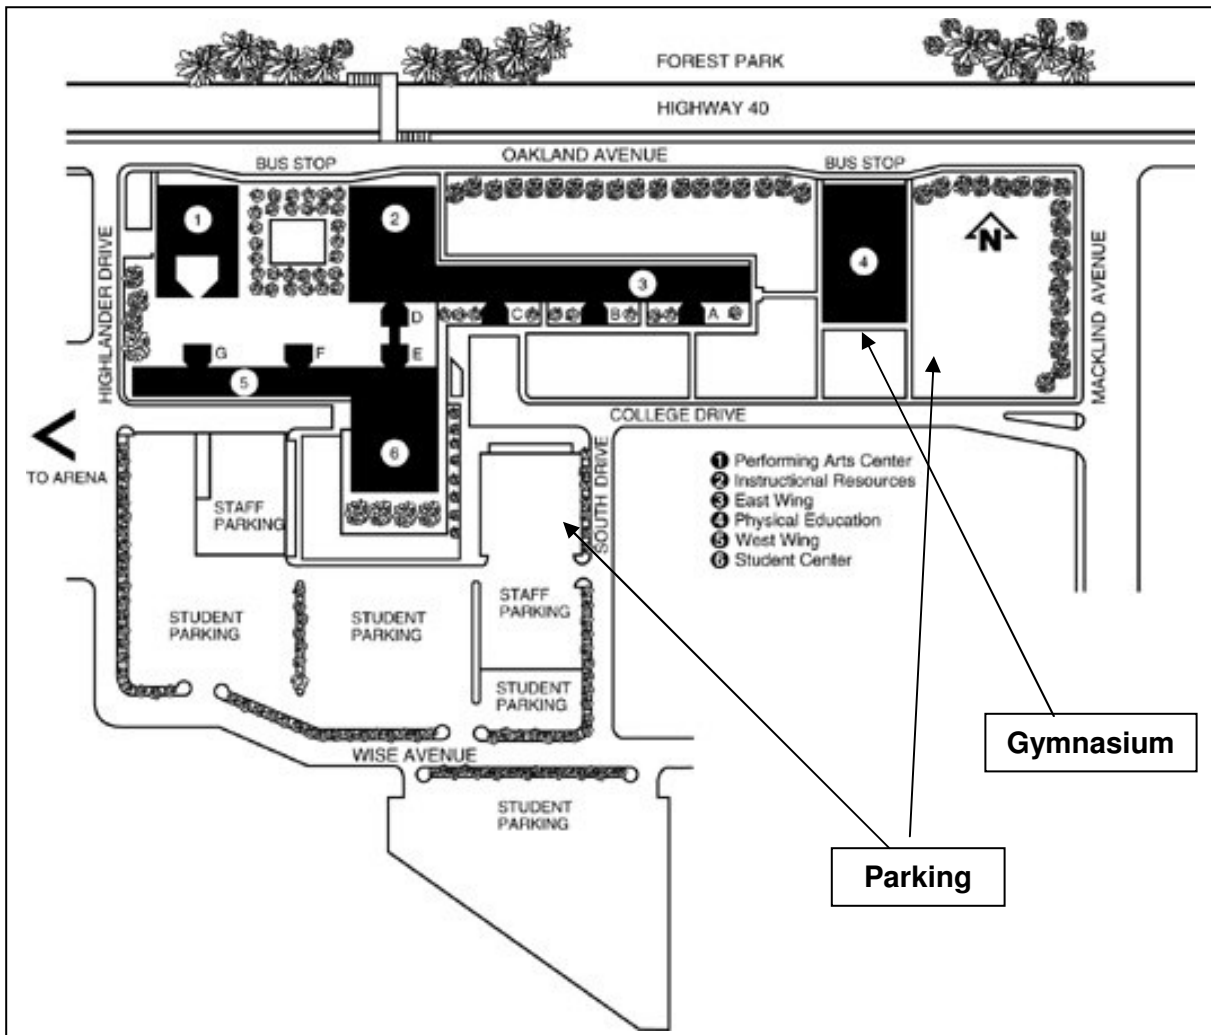 FOREST PARK
HIGHWAY 40
OAKLAND AVENUE
BUS STOP
BUS STOP
1
2
3
4
N
HIGHLANDER DRIVE
MACKLIND AVENUE
D
C
B
A
G
F
E
5
COLLEGE DRIVE
6
TO ARENA
STAFF
PARKING
SOUTH DRIVE
1 Performing Arts Center
2 Instructional Resources
3 East Wing
4 Physical Education
5 West Wing
6 Student Center
STUDENT
PARKING
STUDENT
PARKING
STAFF
PARKING
STUDENT
PARKING
WISE AVENUE
STUDENT
PARKING
Gymnasium
Parking